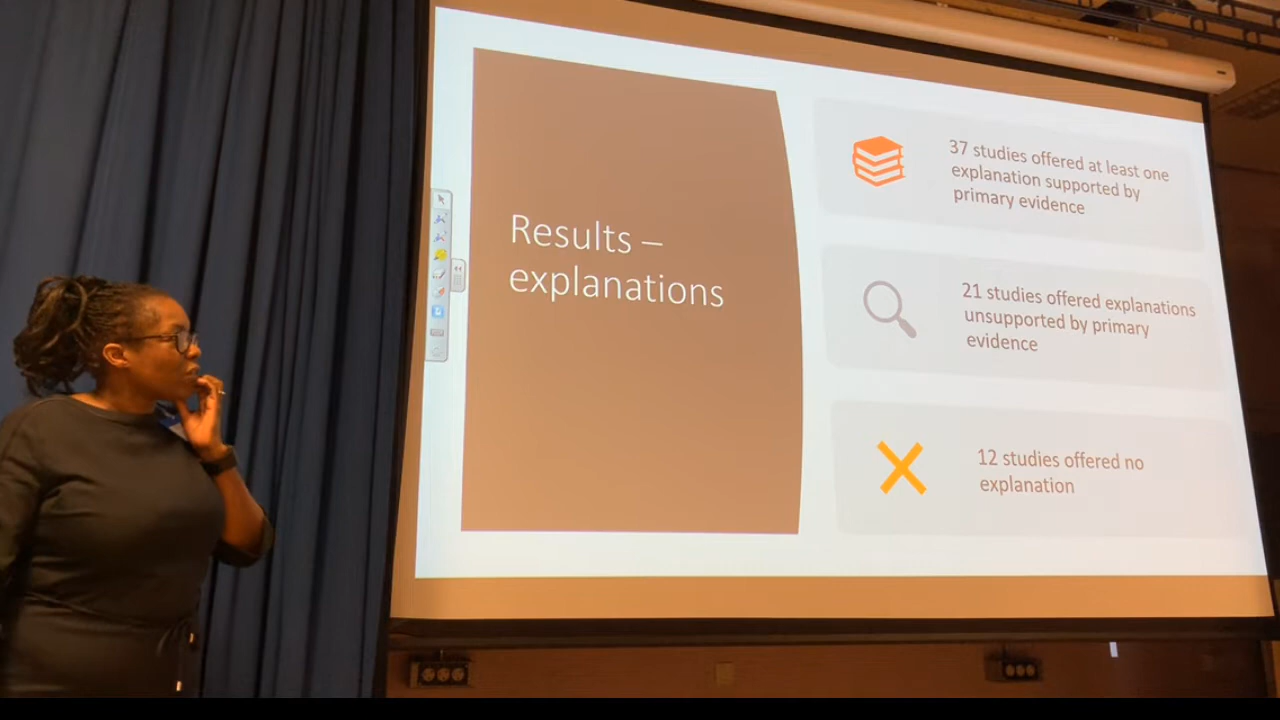 Results –
explanations
37 studies offered at least one
explanation supported by
primary evidence
21 studies offered explanations
unsupported by primary
evidence
12 studies offered no
explanation